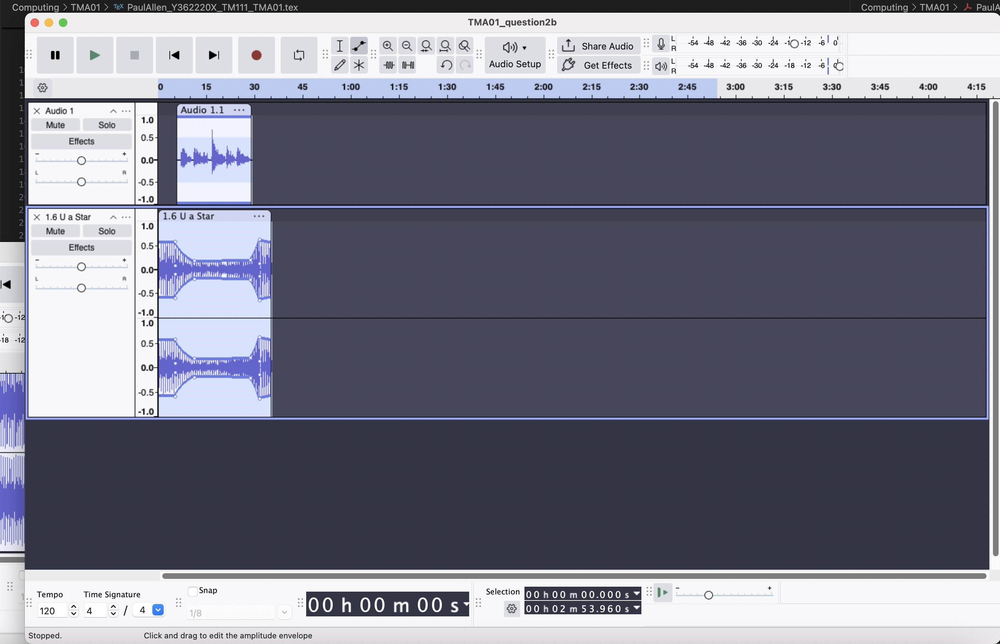 Computing > TMA01 > TEX PaulAllen_Y362220X_TM111_TMA01.tex
Computing > TMA01 > PaulA
TMA01_question2b
Audio Setup
Share Audio
Get Effects
L -54 -48 -42 -36 -30 -24 -1 -12 -6 0
R
L -54 -48 -42 -36 -30 -24 -18 -12 -6 0
R
0 15 30 45 1:00 1:15 1:30 1:45 2:00 2:15 2:30 2:45 3:00 3:15 3:30 3:45 4:00 4:15
Audio 1
Mute Solo
Effects
- +
L R
1.0
0.5
0.0
-0.5
-1.0
Audio 1.1
1.6 U a Star
Mute Solo
Effects
- +
L R
1.0
0.5
0.0
-0.5
-1.0
1.0
0.5
0.0
-0.5
-1.0
1.6 U a Star
-1 -12
-18 -12
Tempo
120
Time Signature
4 / 4
Snap
1/8
00 h 00 m 00 s
Selection
00 h 00 m 00.000 s
00 h 02 m 53.960 s
- +
Stopped.
Click and drag to edit the amplitude envelope